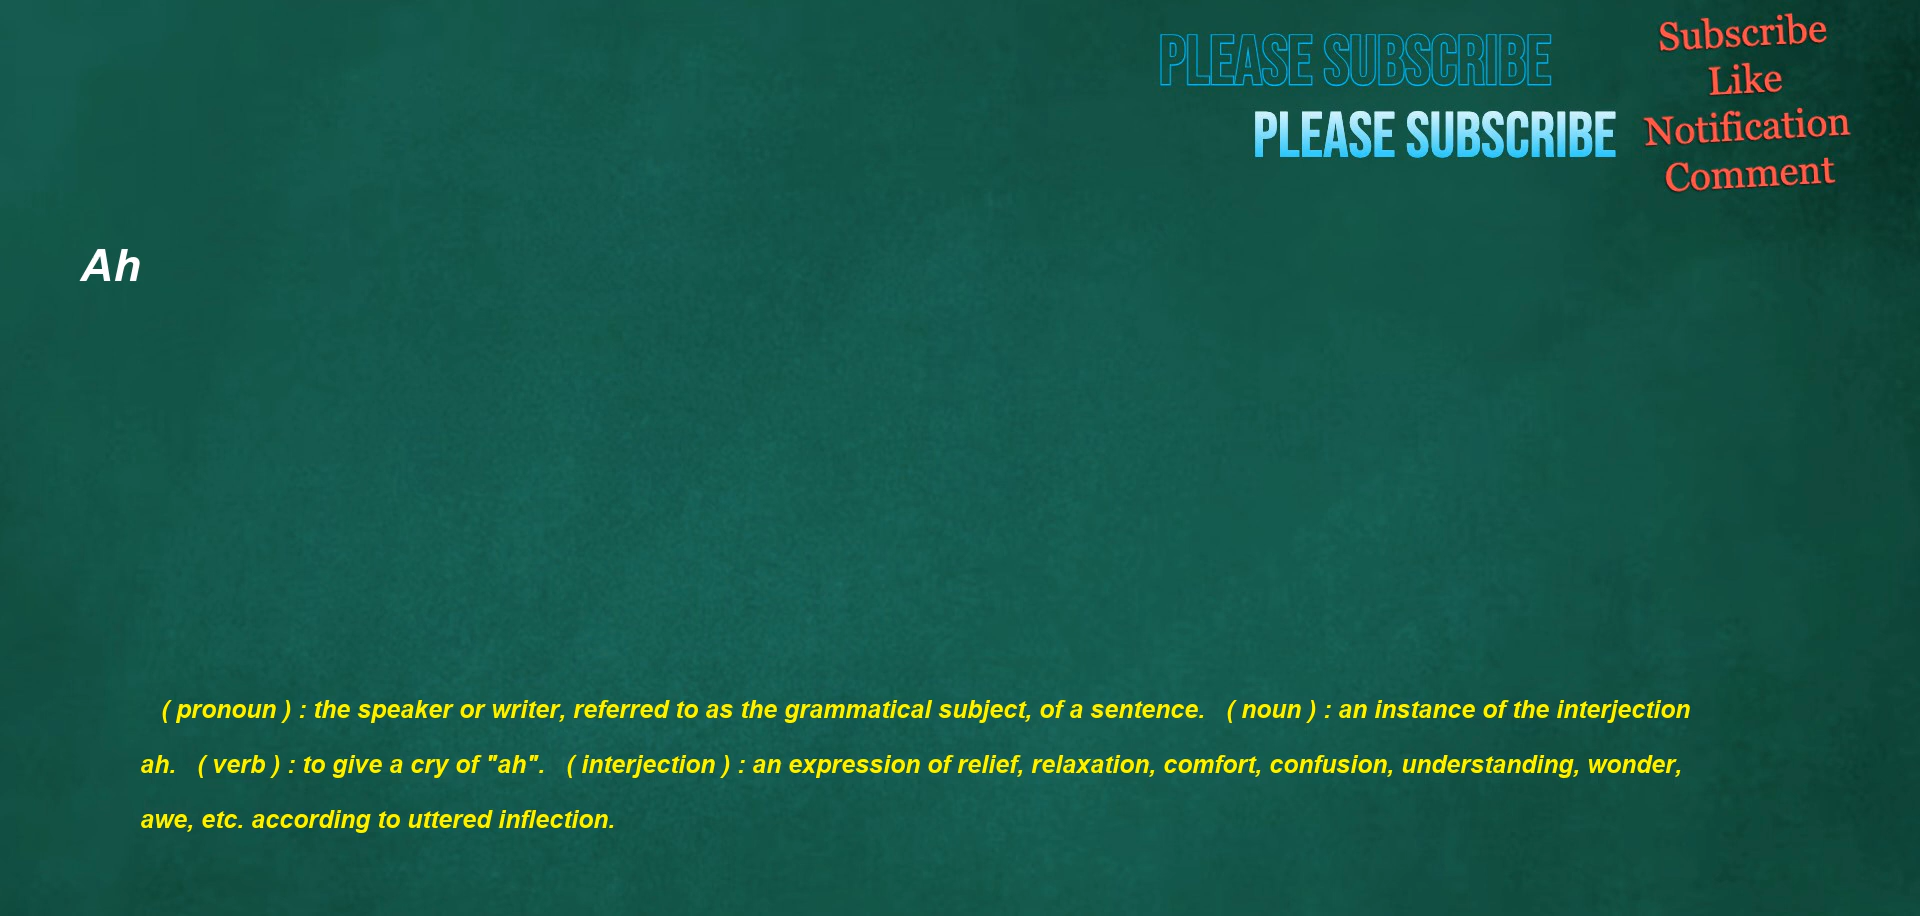 PLEASE SUBSCRIBE
PLEASE SUBSCRIBE
Subscribe
Like
Notification
Comment
Ah
( pronoun ) : the speaker or writer, referred to as the grammatical subject, of a sentence. ( noun ) : an instance of the interjection
ah. ( verb ) : to give a cry of "ah". ( interjection ) : an expression of relief, relaxation, comfort, confusion, understanding, wonder,
awe, etc. according to uttered inflection.